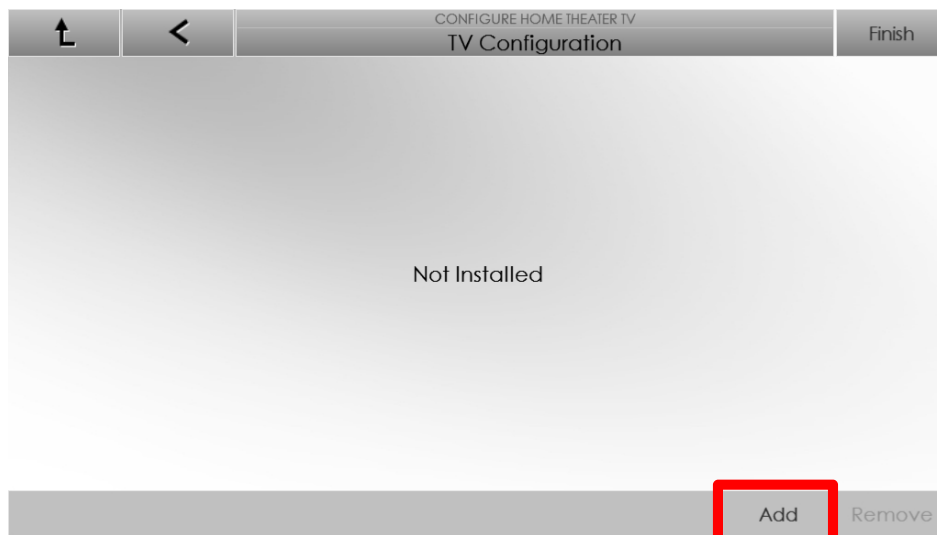 CONFIGURE HOME THEATER TV
TV Configuration
Finish
Not Installed
Add
Remove